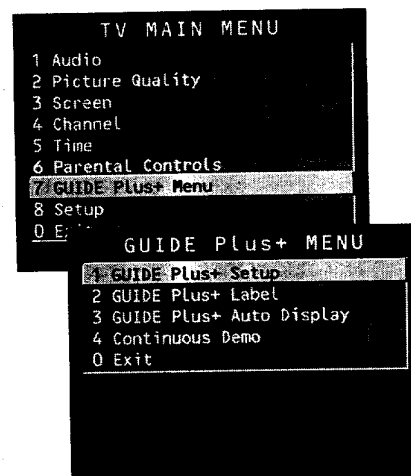 TV MAIN MENU
1 Audio
2 Picture Quality
3 Screen
4 Channel
5 Time
6 Parental Controls
7 GUIDE Plus+ Menu
8 Setup
0
GUIDE Plus+ MENU
1 GUIDE Plus+ Setup
2 GUIDE Plus+ Label
3 GUIDE Plus+ Auto Display
4 Continuous Demo
0 Exit